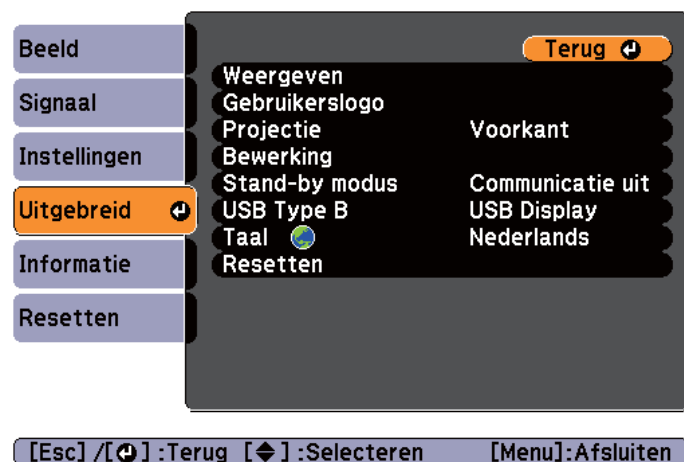 Beeld
Signaal
Instellingen
Uitgebreid
Informatie
Resetten
Terug
Weergeven
Gebruikerslogo
Projectie Voorkant
Bewerking
Stand-by modus Communicatie uit
USB Type B USB Display
Taal Nederlands
Resetten
[Esc] /[⏎] :Terug [◆] :Selecteren [Menu]:Afsluiten